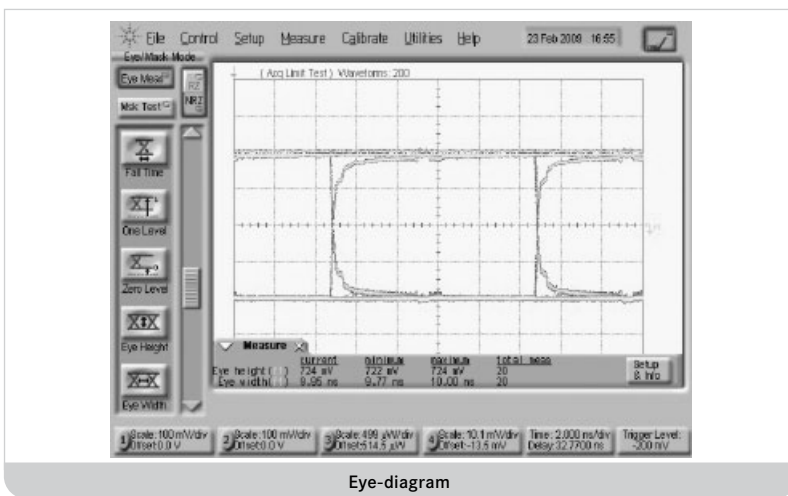 File Control Setup Measure Calibrate Utilities Help 23 Feb 2009 16:55
Eye/Mask Mode
Eye Meas
RZ
NRZ
Msk Test
(Acq Limit Test) Waveforms: 200
Fall Time
One Level
Zero Level
Eye Height
Eye Width
Measure
current minimum maximum total meas
Eye height( ) 724 mV 722 mV 724 mV 20
Eye width( ) 9.95 ns 9.77 ns 10.00 ns 20
Setup
& Info
1 Scale: 100 mV/div
Offset: 0.0 V
2 Scale: 100 mV/div
Offset: 0.0 V
3 Scale: 499 µW/div
Offset: 514.5 µW
4 Scale: 10.1 mV/div
Offset: -13.5 mV
Time: 2.000 ns/div
Delay: 32.7700 ns
Trigger Level:
-200 mV
Eye-diagram